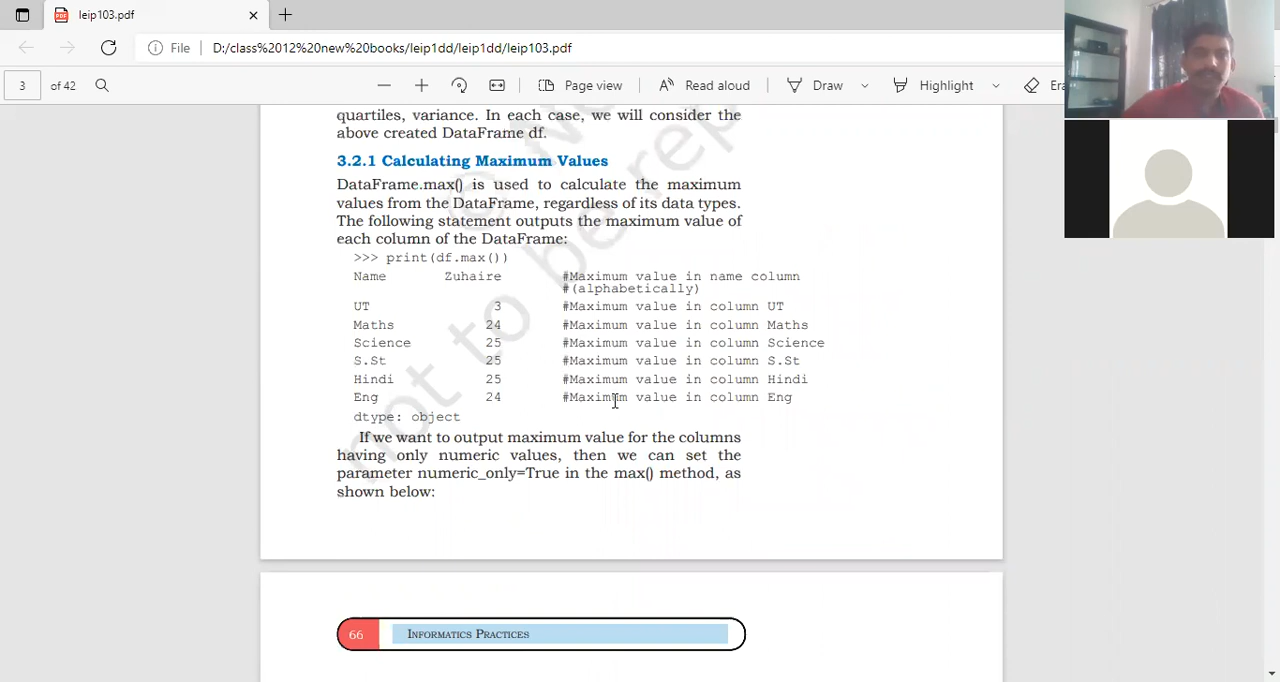 leip103.pdf
File D:/class%2012%20new%20books/leip1dd/leip1dd/leip103.pdf
3 of 42 Page view Read aloud Draw Highlight Era
quartiles, variance. In each case, we will consider the
above created DataFrame df.
3.2.1 Calculating Maximum Values
DataFrame.max() is used to calculate the maximum
values from the DataFrame, regardless of its data types.
The following statement outputs the maximum value of
each column of the DataFrame:
>>> print(df.max())
Name Zuhaire #Maximum value in name column
#(alphabetically)
UT 3 #Maximum value in column UT
Maths 24 #Maximum value in column Maths
Science 25 #Maximum value in column Science
S.St 25 #Maximum value in column S.St
Hindi 25 #Maximum value in column Hindi
Eng 24 #Maximum value in column Eng
dtype: object
If we want to output maximum value for the columns
having only numeric values, then we can set the
parameter numeric_only=True in the max() method, as
shown below:
66 INFORMATICS PRACTICES
© N
not to be rep